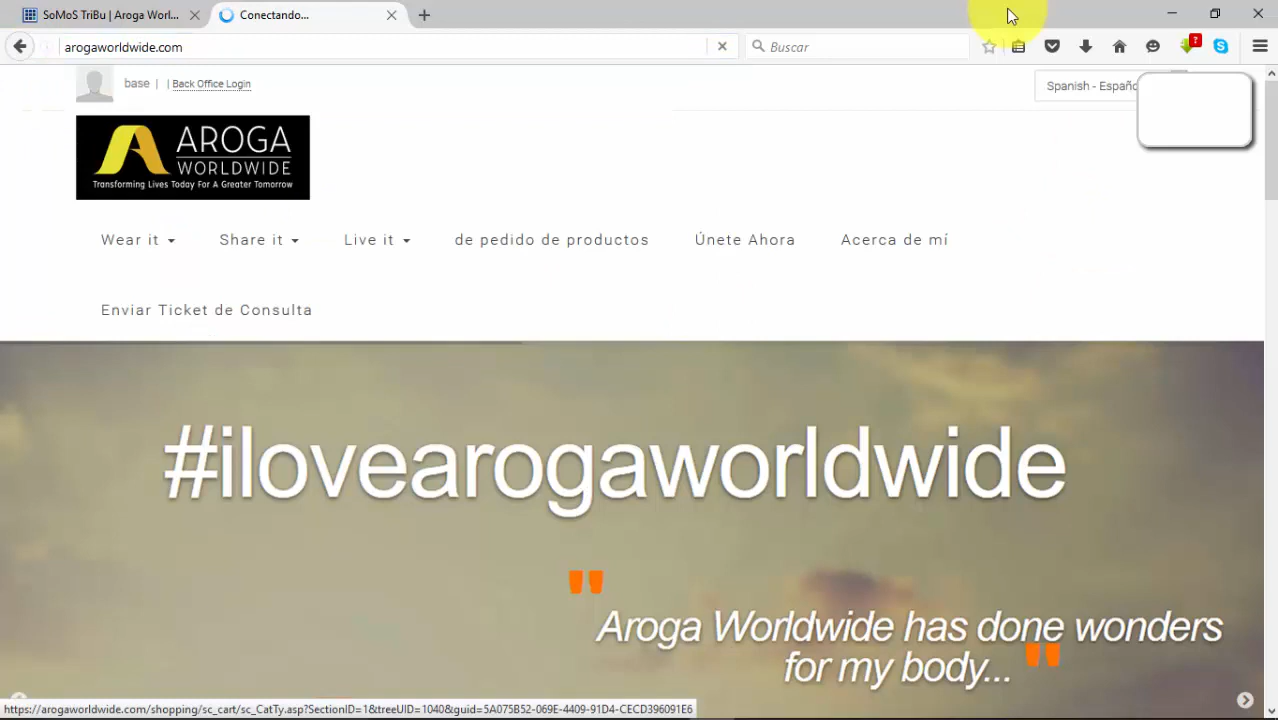 SoMoS TriBu | Aroga Worl...
Conectando...
arogaworldwide.com
Buscar
?
base | | Back Office Login
Spanish - Españo
A AROGA
WORLDWIDE
Transforming Lives Today For A Greater Tomorrow
Wear it Share it Live it de pedido de productos Únete Ahora Acerca de mí
Enviar Ticket de Consulta
#ilovearogaworldwide
"Aroga Worldwide has done wonders
for my body..."
https://arogaworldwide.com/shopping/sc_cart/sc_CatTy.asp?SectionID=1&treeUID=1040&guid=5A075B52-069E-4409-91D4-CECD396091E6